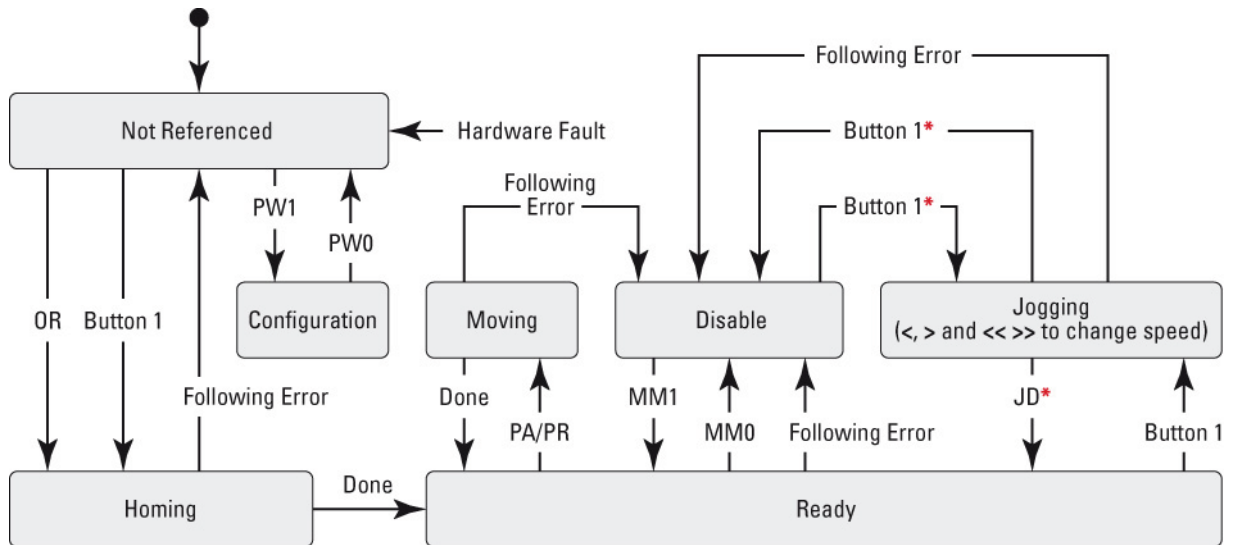 Following Error
Not Referenced
Hardware Fault
Button 1*
Following
Error
Button 1*
PW1
PW0
OR
Button 1
Configuration
Moving
Disable
Jogging
(<, > and << >> to change speed)
Following Error
Done
PA/PR
MM1
MM0
Following Error
JD*
Button 1
Homing
Done
Ready